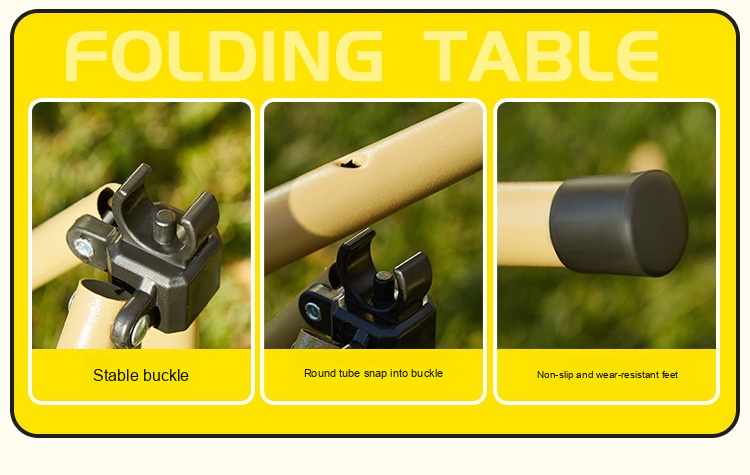 FOLDING TABLE
Stable buckle
Round tube snap into buckle
Non-slip and wear-resistant feet